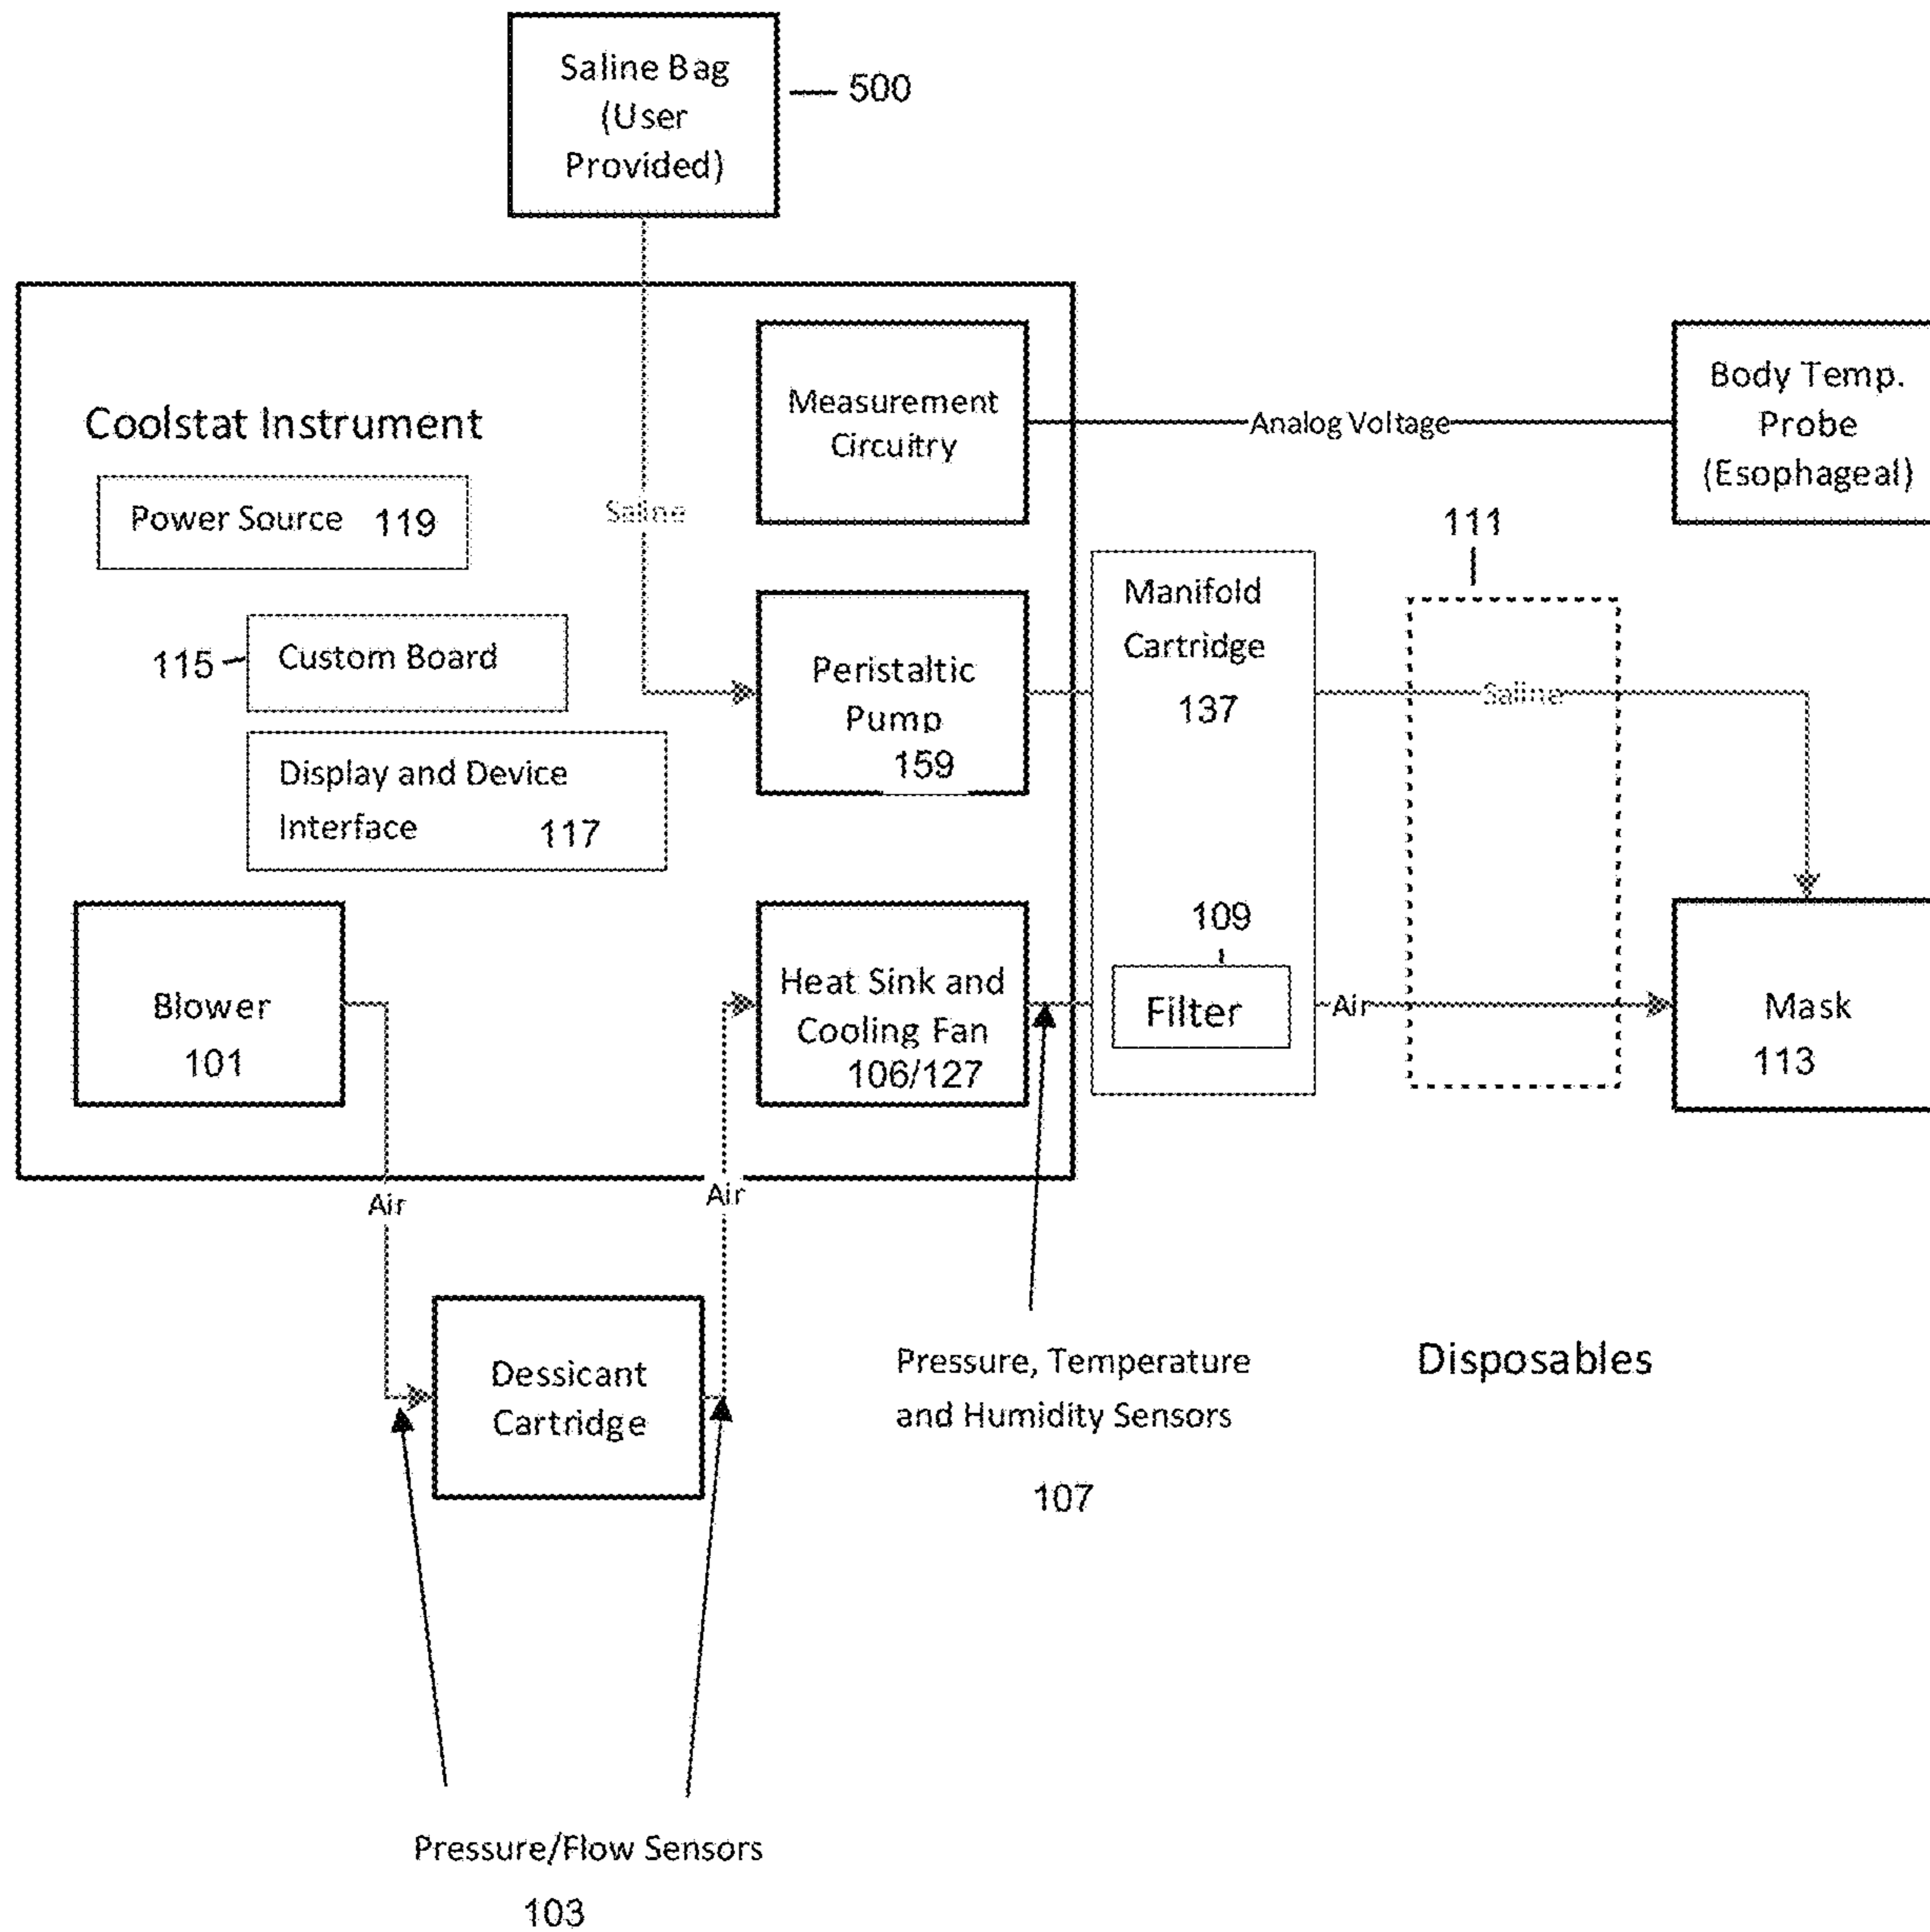 Saline Bag
(User
Provided)
500
Coolstat Instrument
Power Source 119
115
Custom Board
Display and Device
Interface 117
Saline
Measurement
Circuitry
Analog Voltage
Body Temp.
Probe
(Esophageal)
Peristaltic
Pump
159
Manifold
Cartridge
137
109
Filter
111
Saline
Air
Mask
113
Blower
101
Heat Sink and
Cooling Fan
106/127
Air
Air
Dessicant
Cartridge
Pressure, Temperature
and Humidity Sensors
107
Disposables
Pressure/Flow Sensors
103